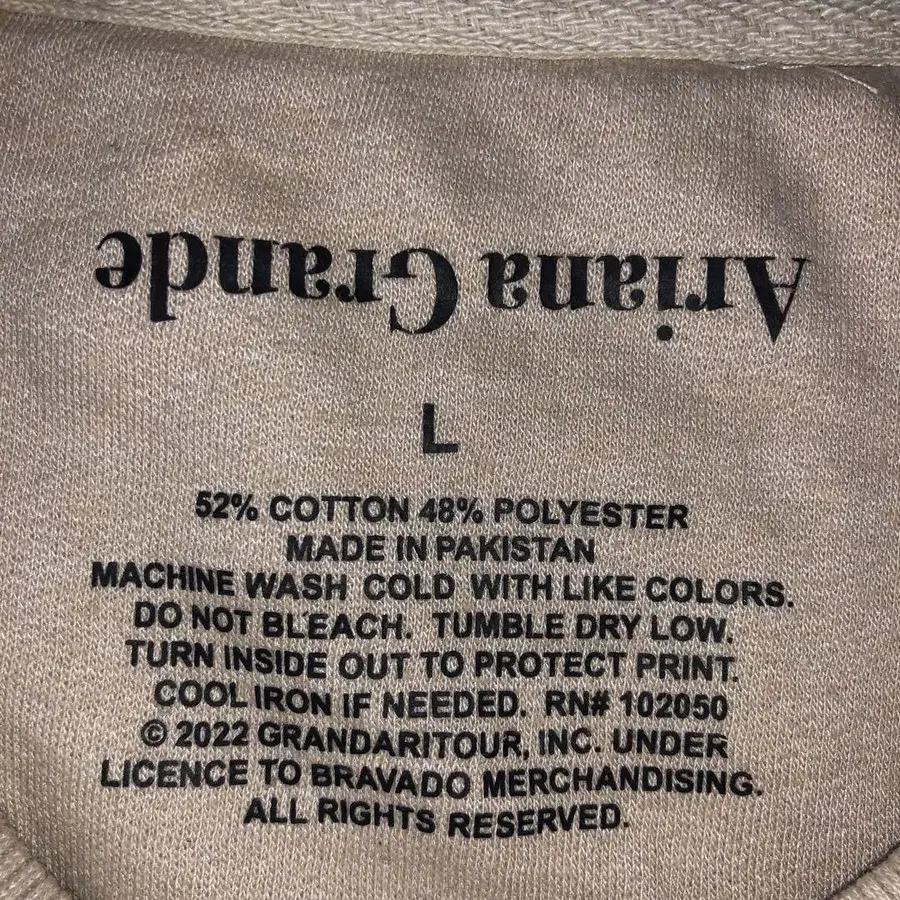 Ariana Grande
L
52% COTTON 48% POLYESTER
MADE IN PAKISTAN
MACHINE WASH COLD WITH LIKE COLORS.
DO NOT BLEACH. TUMBLE DRY LOW.
TURN INSIDE OUT TO PROTECT PRINT.
COOL IRON IF NEEDED. RN# 102050
© 2022 GRANDARITOUR, INC. UNDER
LICENCE TO BRAVADO MERCHANDISING.
ALL RIGHTS RESERVED.